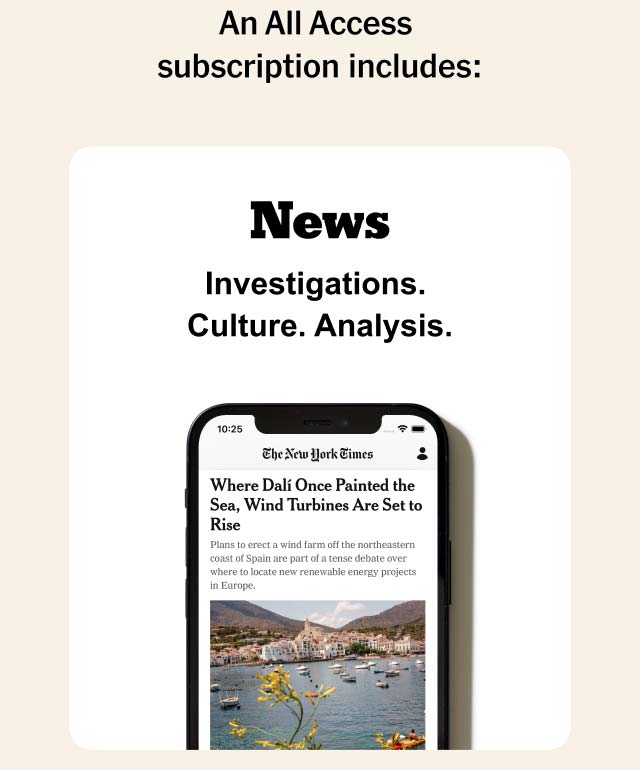 An All Access
subscription includes:
News
Investigations.
Culture. Analysis.
10:25
The New York Times
Where Dalí Once Painted the
Sea, Wind Turbines Are Set to
Rise
Plans to erect a wind farm off the northeastern
coast of Spain are part of a tense debate over
where to locate new renewable energy projects
in Europe.